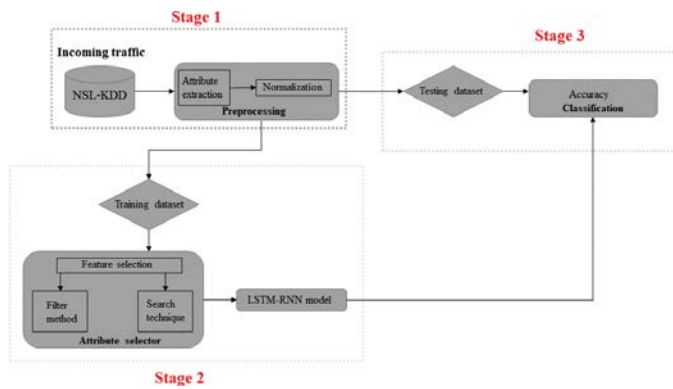 Stage 1
Stage 3
Incoming traffic
NSL-KDD
Attribute
extraction
Normalization
Preprocessing
Testing dataset
Accuracy
Classification
Training dataset
Feature selection
Filter
method
Search
technique
Attribute selector
LSTM-RNN model
Stage 2